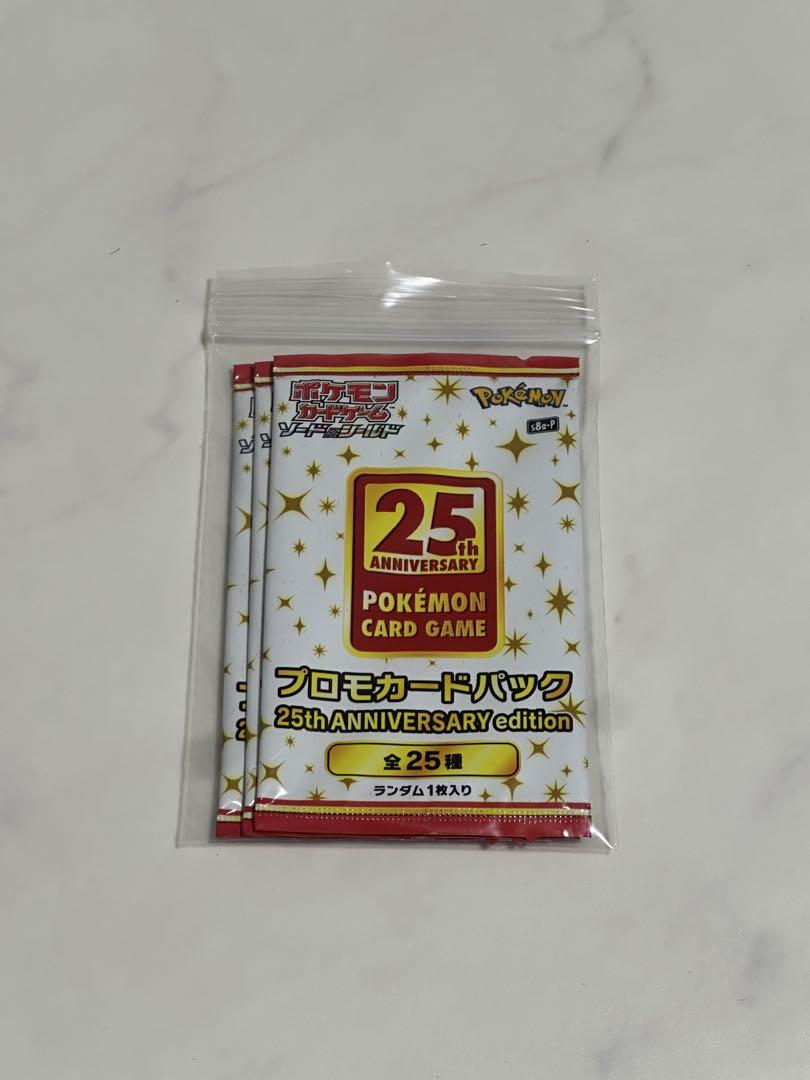 ポケモン
カードゲーム
ソード&シールド
Pokémon
s8a-P
25th
ANNIVERSARY
POKÉMON
CARD GAME
プロモカードパック
25th ANNIVERSARY edition
全25種
ランダム1枚入り